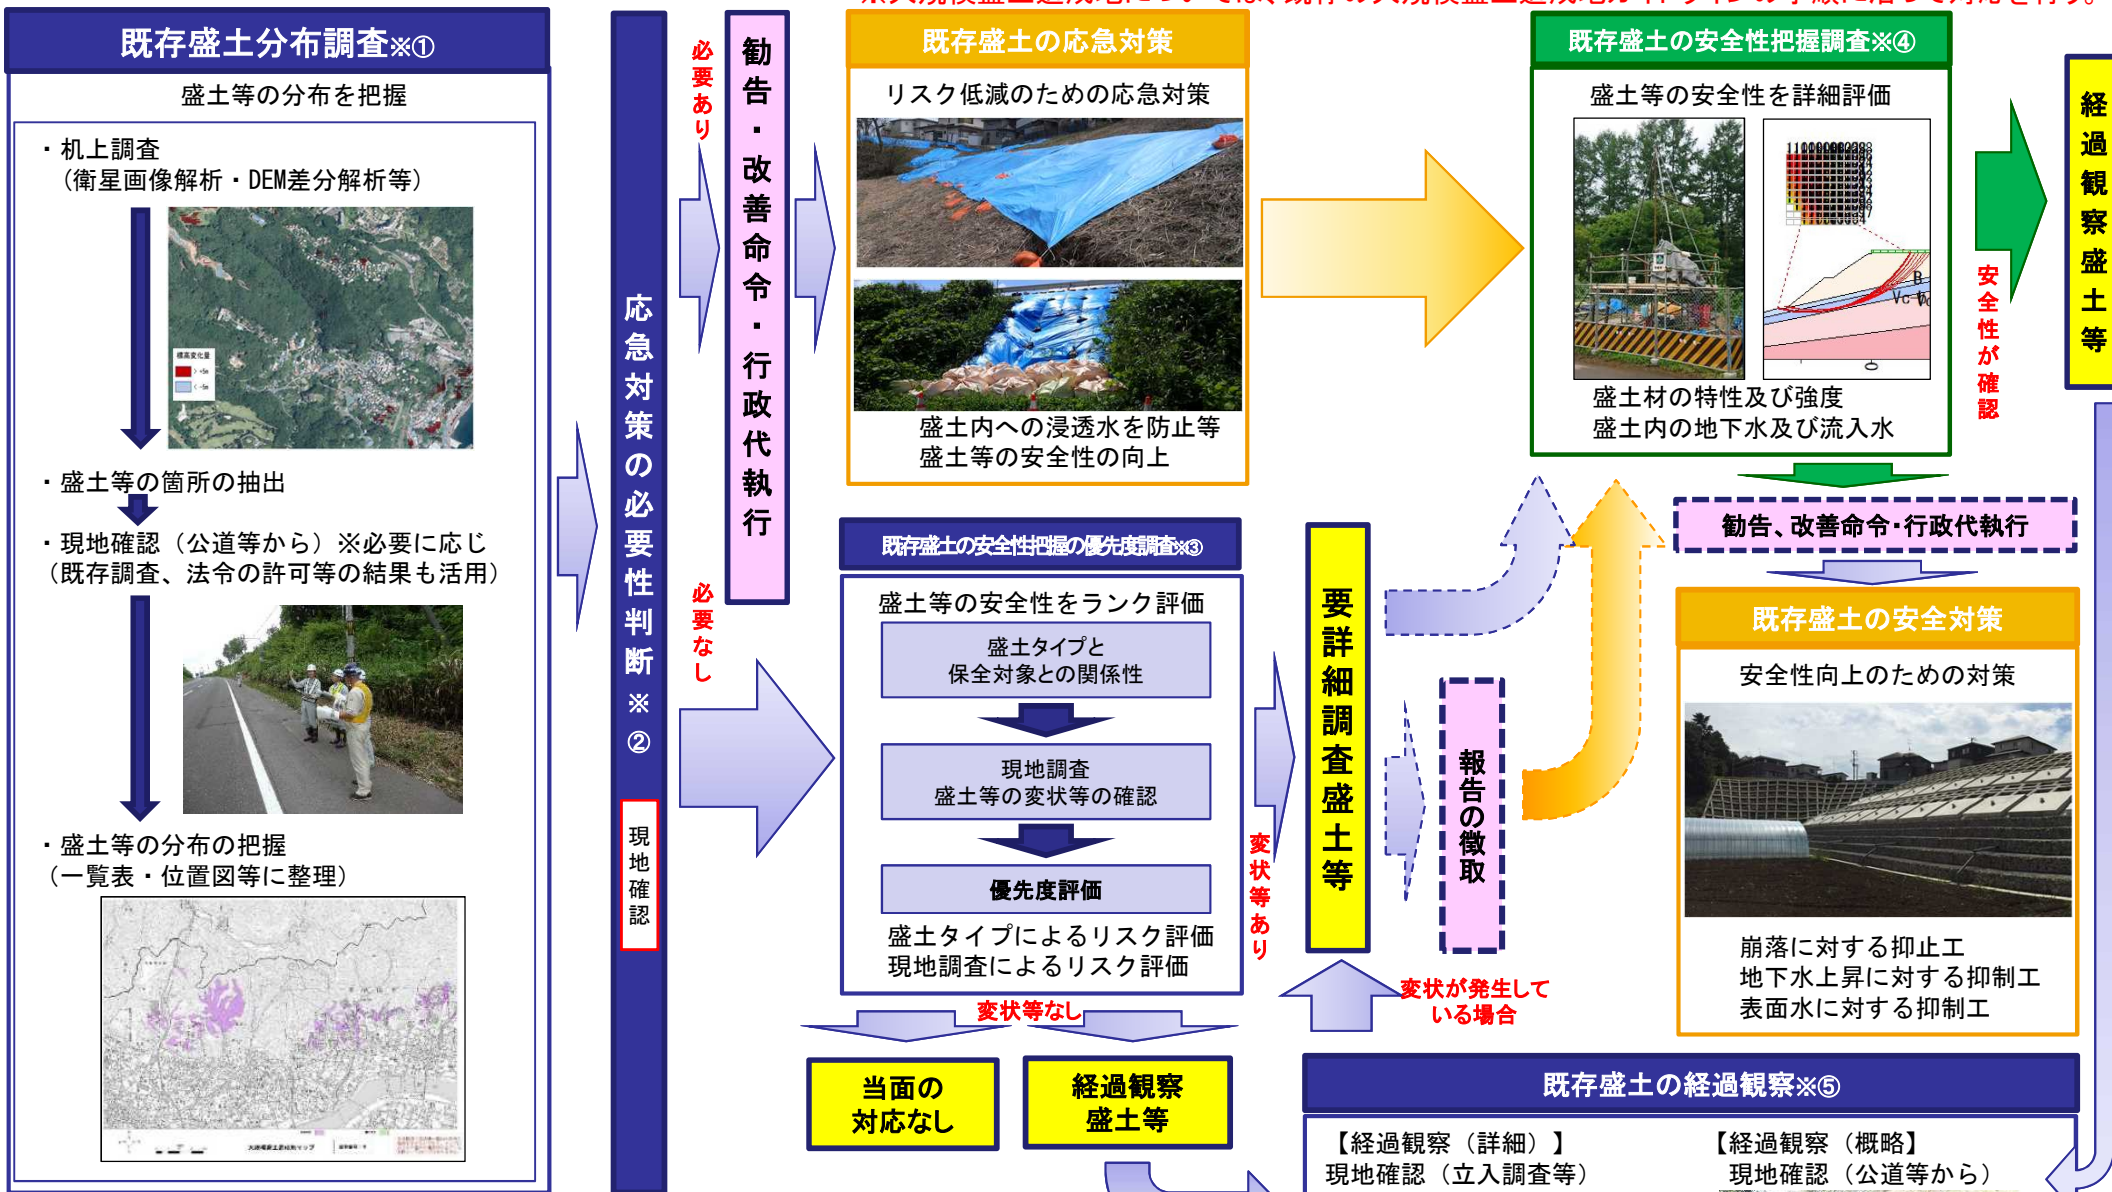 既存盛土分布調査※①
盛土等の分布を把握
・机上調査
（衛星画像解析・DEM差分解析等）
標高変化量
> +5m
< -5m
・盛土等の箇所の抽出
・現地確認（公道等から）※必要に応じ
（既存調査、法令の許可等の結果も活用）
・盛土等の分布の把握
（一覧表・位置図等に整理）
大規模盛土造成地マップ
応急対策の必要性判断※②
現地確認
必要あり
勧告・改善命令・行政代執行
必要なし
既存盛土の応急対策
リスク低減のための応急対策
盛土内への浸透水を防止等
盛土等の安全性の向上
既存盛土の安全性把握の優先度調査※③
盛土等の安全性をランク評価
盛土タイプと
保全対象との関係性
現地調査
盛土等の変状等の確認
優先度評価
盛土タイプによるリスク評価
現地調査によるリスク評価
変状等なし
当面の
対応なし
経過観察
盛土等
変状等あり
要詳細調査盛土等
報告の徴取
変状が発生して
いる場合
既存盛土の安全性把握調査※④
盛土等の安全性を詳細評価
盛土材の特性及び強度
盛土内の地下水及び流入水
安全性が確認
経過観察盛土等
勧告、改善命令・行政代執行
既存盛土の安全対策
安全性向上のための対策
崩落に対する抑止工
地下水上昇に対する抑制工
表面水に対する抑制工
既存盛土の経過観察※⑤
【経過観察（詳細）】
現地確認（立入調査等）
【経過観察（概略】
現地確認（公道等から）